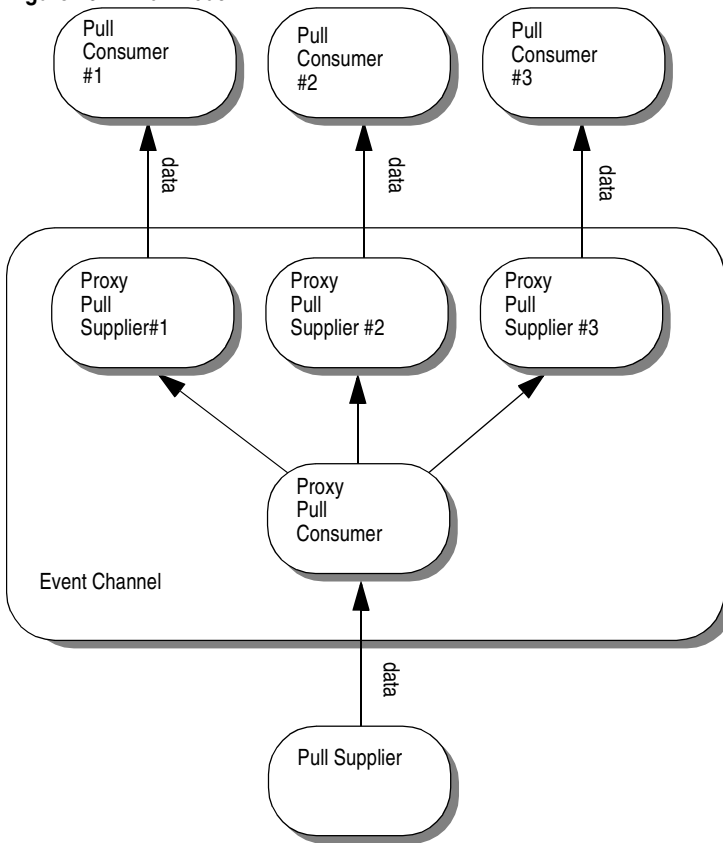 Pull
Consumer
#1
Pull
Consumer
#2
Pull
Consumer
#3
data
data
data
Proxy
Pull
Supplier#1
Proxy
Pull
Supplier #2
Proxy
Pull
Supplier #3
Proxy
Pull
Consumer
Event Channel
data
Pull Supplier